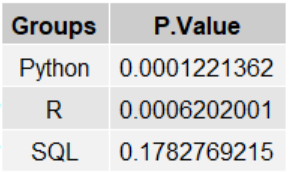 Groups P.Value
Python 0.0001221362
R 0.0006202001
SQL 0.1782769215